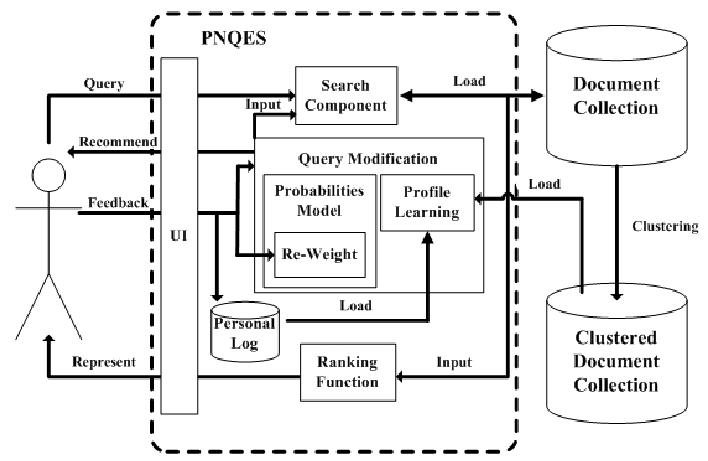 PNQES
Query
Search
Component
Load
Document
Collection
Input
Recommend
Query Modification
Probabilities
Model
Profile
Learning
Load
Feedback
UI
Re-Weight
Clustering
Personal
Log
Load
Clustered
Document
Collection
Represent
Ranking
Function
Input